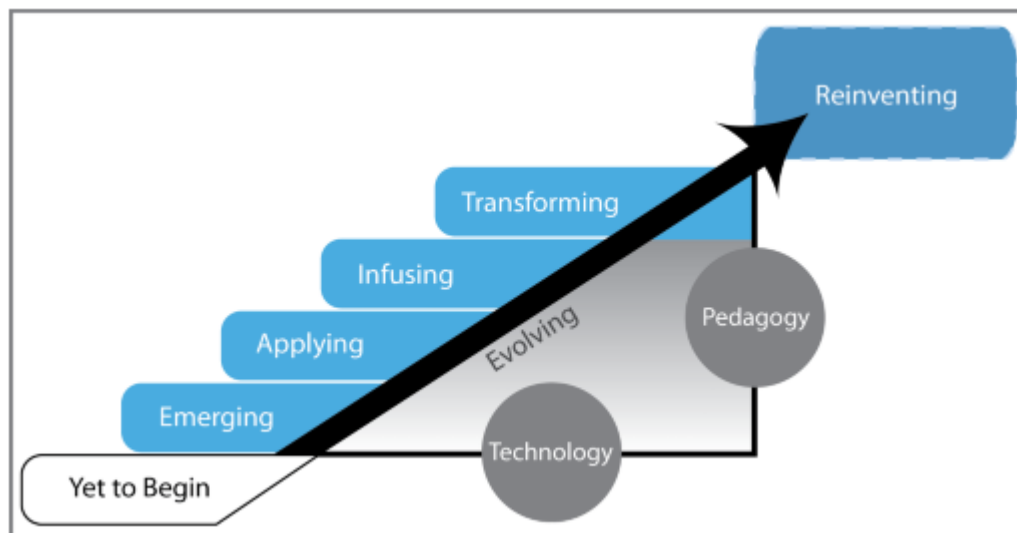 Reinventing
Transforming
Infusing
Applying
Emerging
Yet to Begin
Evolving
Pedagogy
Technology